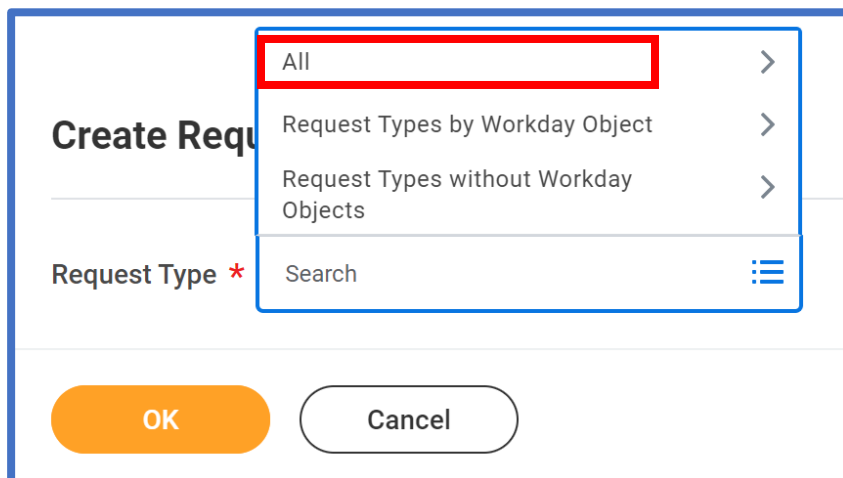 All
Request Types by Workday Object
Create Requ
Request Types without Workday
Objects
Request Type *
Search
OK
Cancel